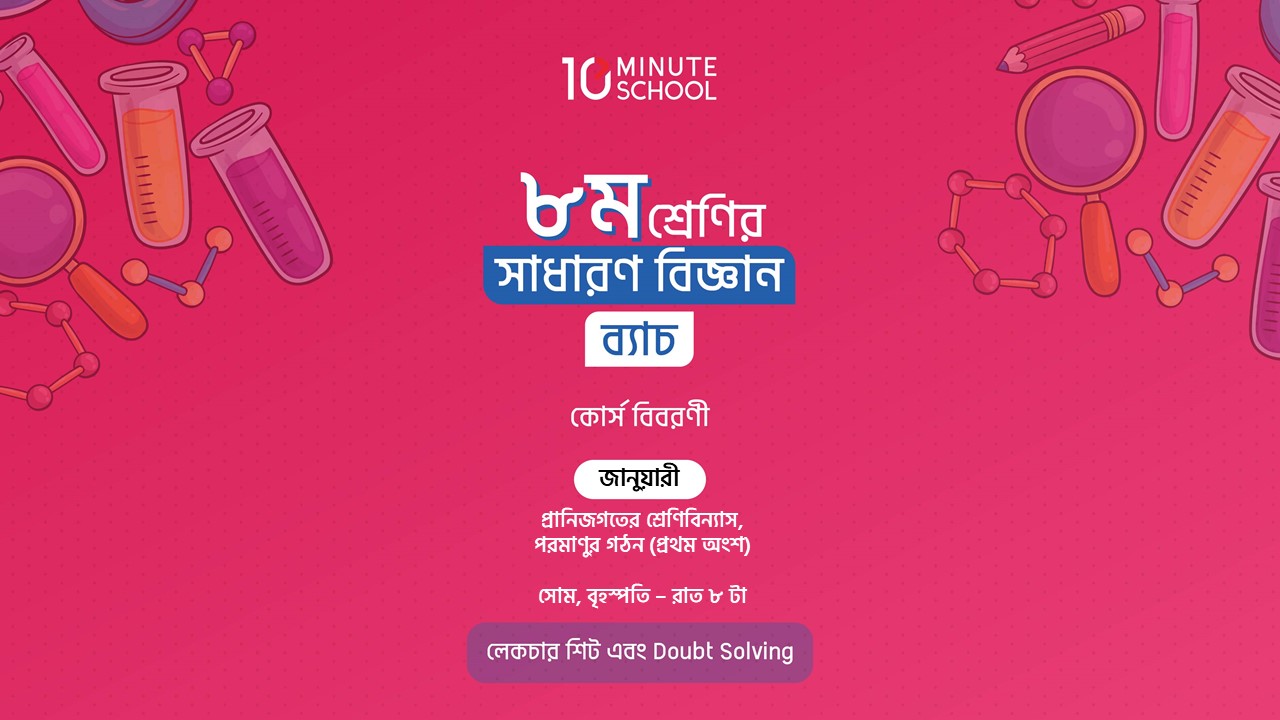 10 MINUTE
SCHOOL
৮ম শ্রেণির
সাধারণ বিজ্ঞান
ব্যাচ
কোর্স বিবরণী
জানুয়ারী
প্রানিজগতের শ্রেণিবিন্যাস,
পরমাণুর গঠন (প্রথম অংশ)
সোম, বৃহস্পতি – রাত ৮ টা
লেকচার শিট এবং Doubt Solving